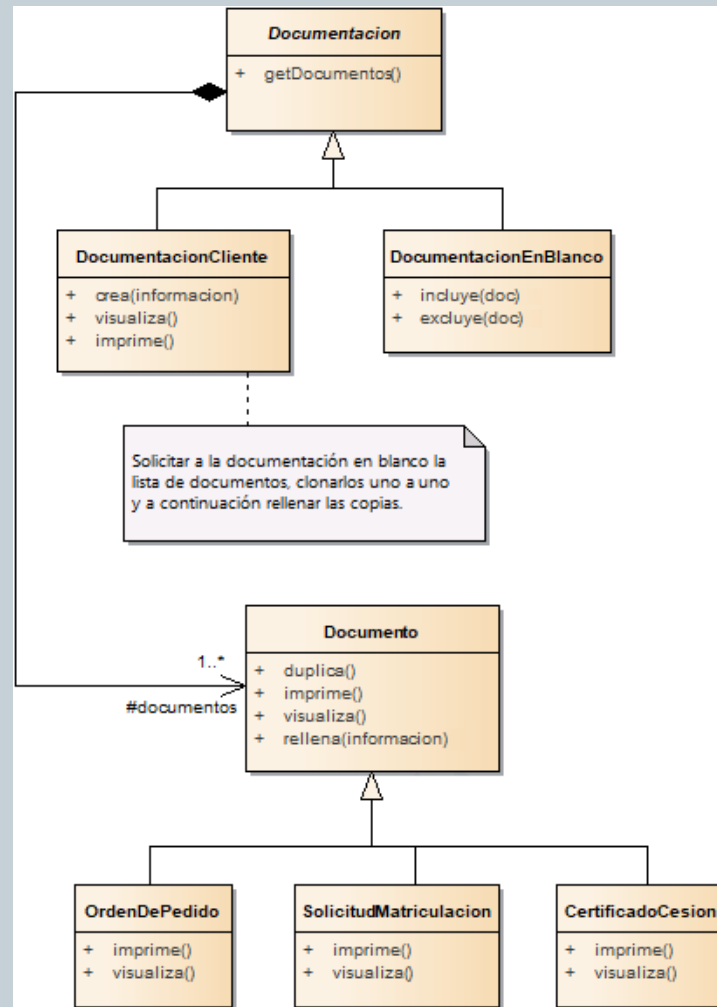 Documentacion
+ getDocumentos()
DocumentacionCliente
+ crea(informacion)
+ visualiza()
+ imprime()
DocumentacionEnBlanco
+ incluye(doc)
+ excluye(doc)
Solicitar a la documentación en blanco la
lista de documentos, clonarlos uno a uno
y a continuación rellenar las copias.
1..*
#documentos
Documento
+ duplica()
+ imprime()
+ visualiza()
+ rellena(informacion)
OrdenDePedido
+ imprime()
+ visualiza()
SolicitudMatriculacion
+ imprime()
+ visualiza()
CertificadoCesion
+ imprime()
+ visualiza()